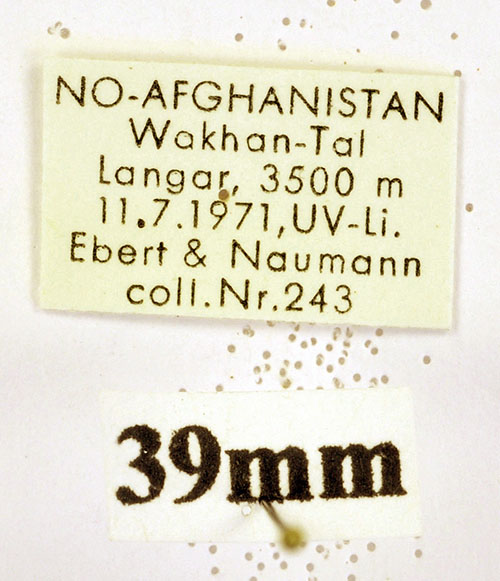 NO-AFGHANISTAN
Wakhan-Tal
Langar, 3500 m
11.7.1971,UV-Li.
Ebert & Naumann
coll.Nr.243
39mm